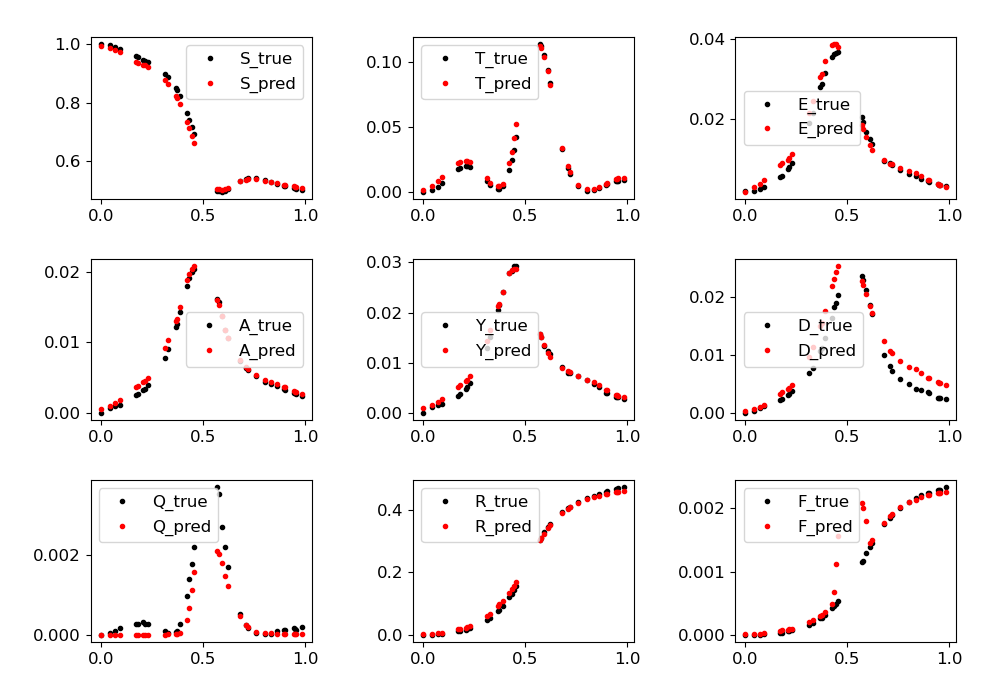 1.0
0.8
0.6
0.0 0.5 1.0
S_true
S_pred
0.10
0.05
0.00
0.0 0.5 1.0
T_true
T_pred
0.04
0.02
0.0 0.5 1.0
E_true
E_pred
0.02
0.01
0.00
0.0 0.5 1.0
A_true
A_pred
0.03
0.02
0.01
0.00
0.0 0.5 1.0
Y_true
Y_pred
0.02
0.01
0.00
0.0 0.5 1.0
D_true
D_pred
0.002
0.000
0.0 0.5 1.0
Q_true
Q_pred
0.4
0.2
0.0
0.0 0.5 1.0
R_true
R_pred
0.002
0.001
0.000
0.0 0.5 1.0
F_true
F_pred